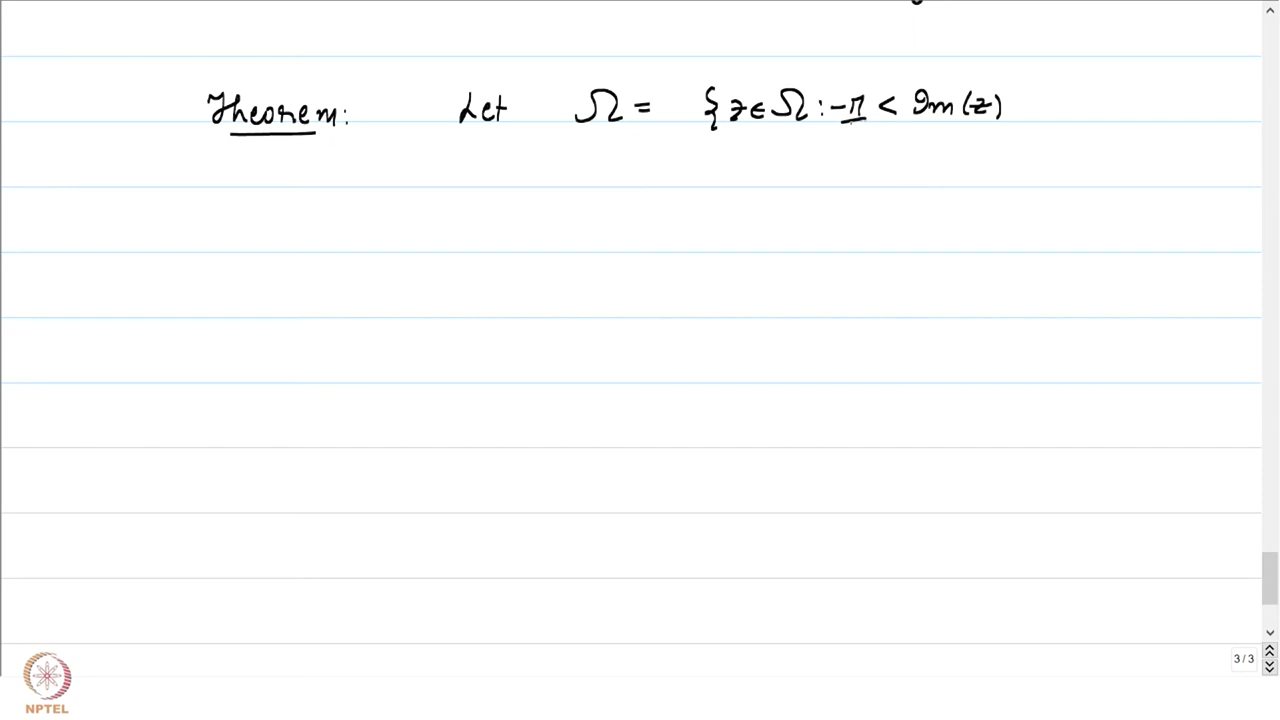 Theorem: Let Ω = { z ∈ Ω : -π < Im(z)
3 / 3
NPTEL